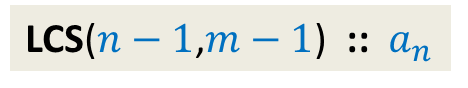 LCS(n − 1,m − 1) :: aₙ